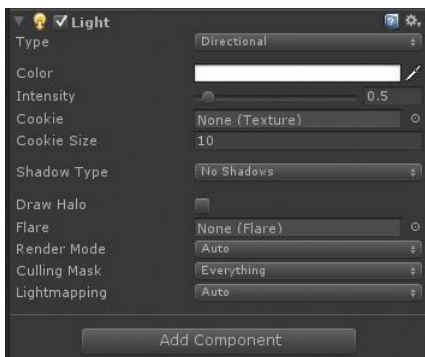 Light
Type Directional
Color
Intensity 0.5
Cookie None (Texture)
Cookie Size 10
Shadow Type No Shadows
Draw Halo
Flare None (Flare)
Render Mode Auto
Culling Mask Everything
Lightmapping Auto
Add Component